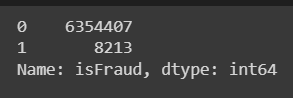 0    6354407
1       8213
Name: isFraud, dtype: int64